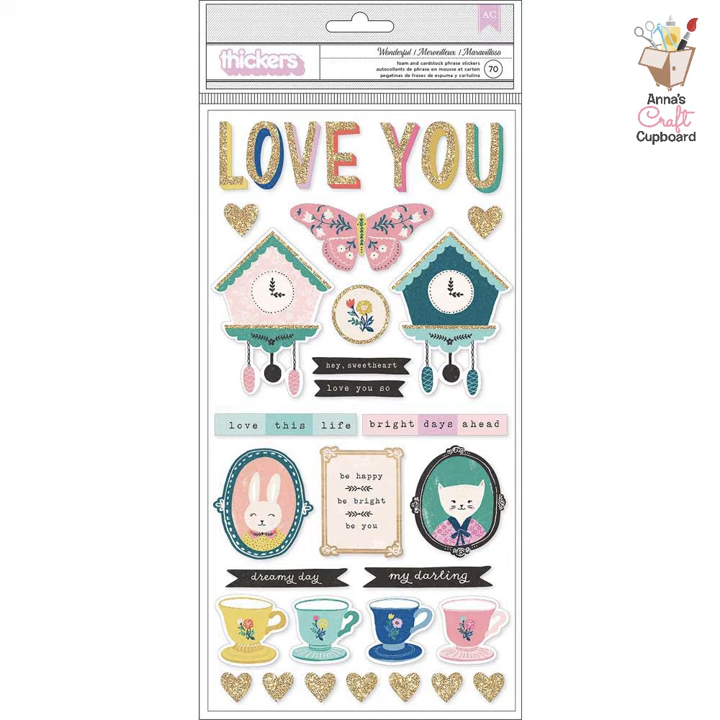 AC
thickers
Wonderful / Merveilleux / Maravilloso
foam and cardstock phrase stickers
autocollants de phrase en mousse et carton
pegatinas de frases de espuma y cartulina
70
Anna's
Craft
Cupboard
LOVE YOU
hey, sweetheart
love you so
love this life
bright days ahead
be happy
be bright
be you
dreamy day
my darling